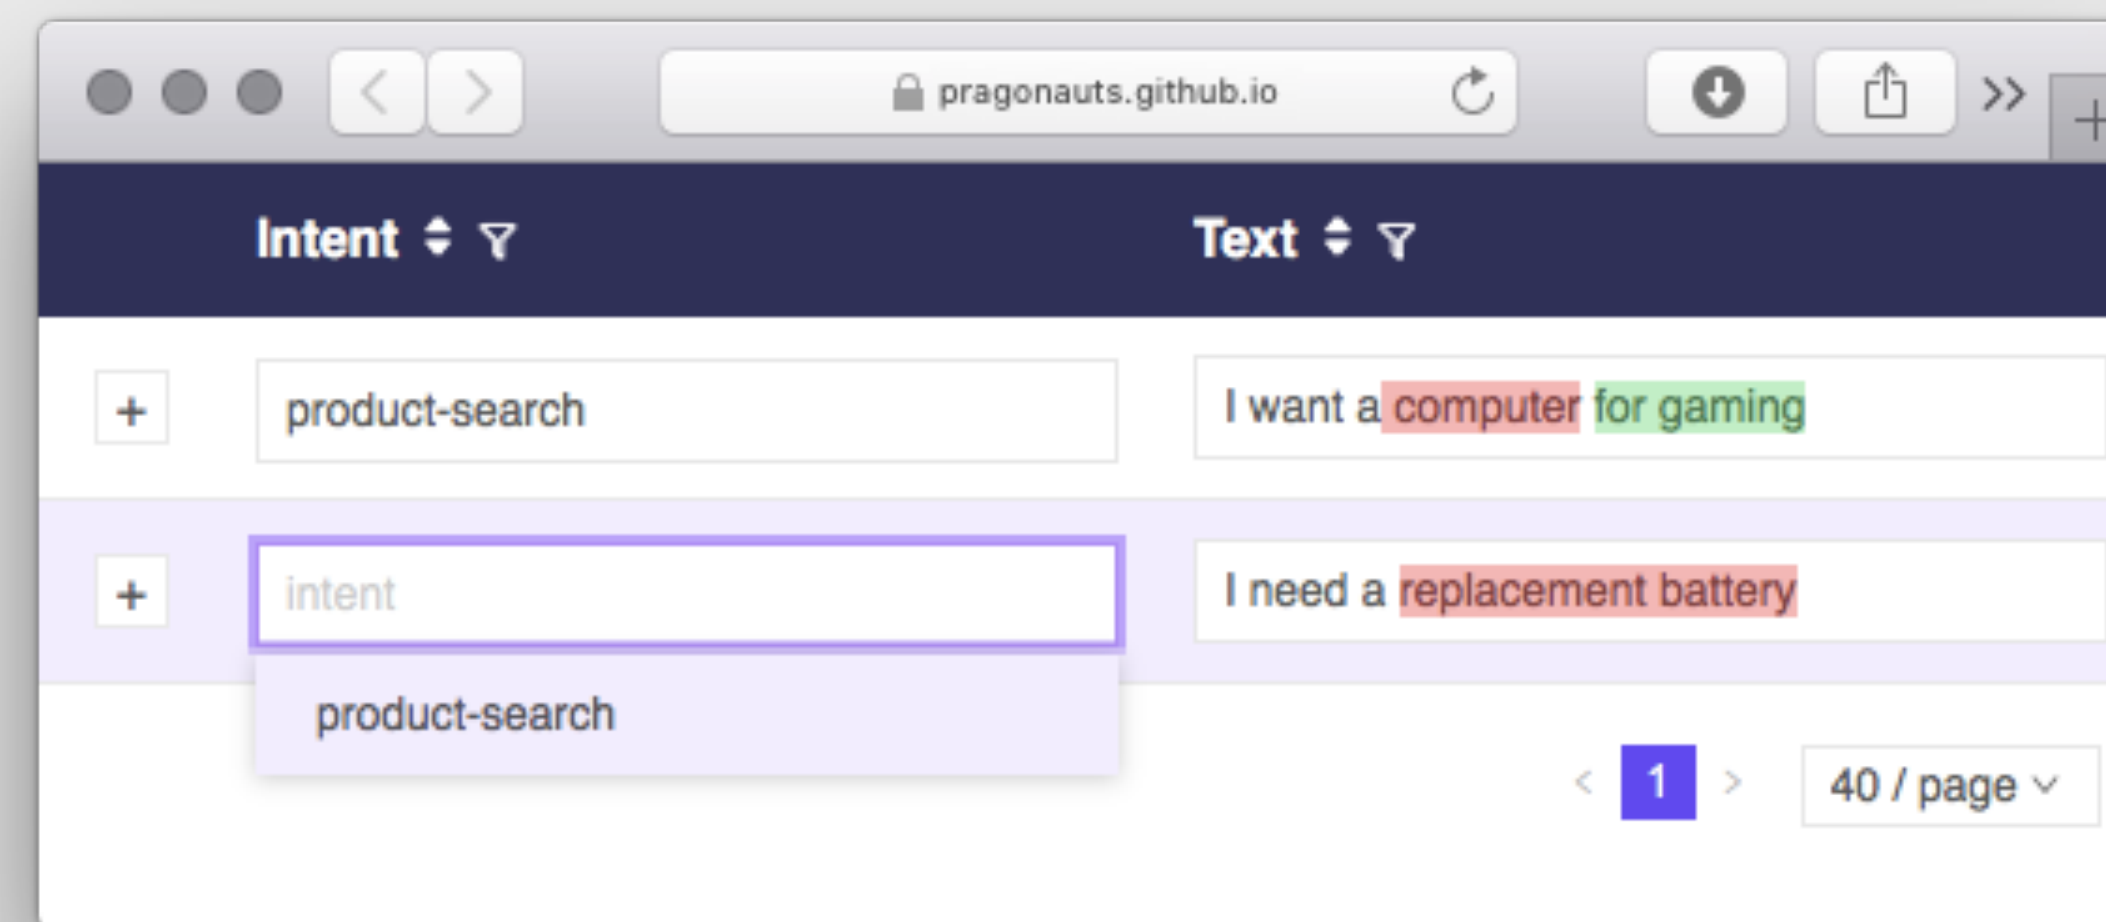 pragonauts.github.io
Intent Text
+ product-search I want a computer for gaming
+ intent I need a replacement battery
product-search
< 1 > 40 / page